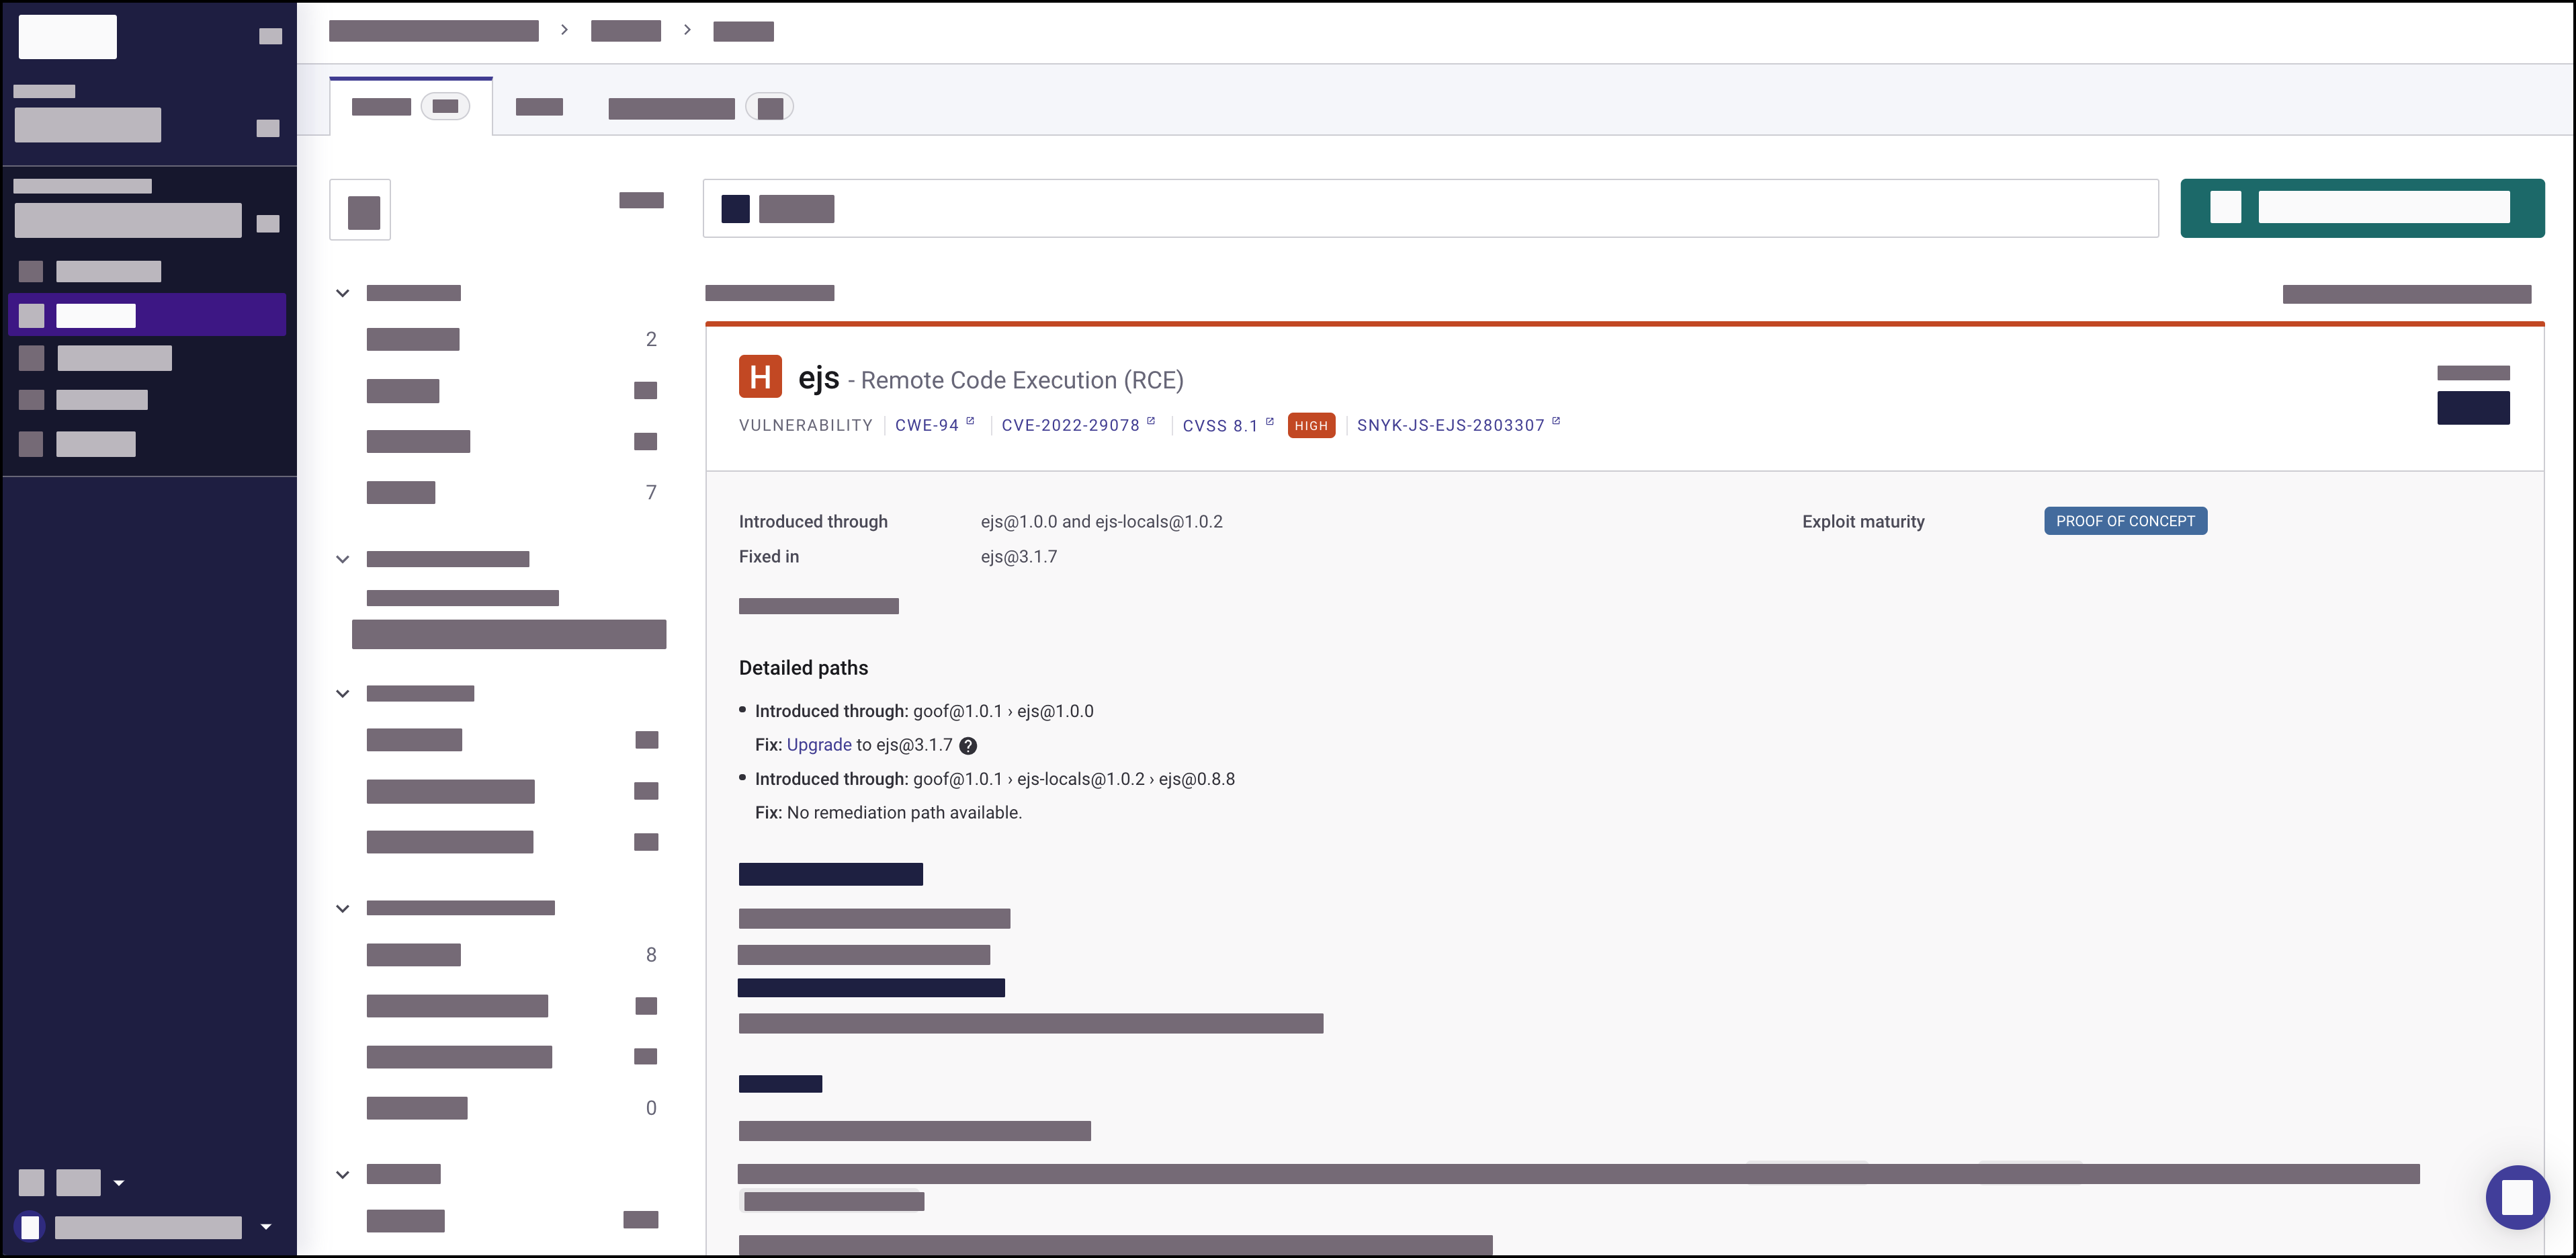 2
7
8
0
H ejs - Remote Code Execution (RCE)
VULNERABILITY CWE-94 CVE-2022-29078 CVSS 8.1 HIGH SNYK-JS-EJS-2803307
Introduced through ejs@1.0.0 and ejs-locals@1.0.2 Exploit maturity PROOF OF CONCEPT
Fixed in ejs@3.1.7
Detailed paths
• Introduced through: goof@1.0.1 › ejs@1.0.0
Fix: Upgrade to ejs@3.1.7 ?
• Introduced through: goof@1.0.1 › ejs-locals@1.0.2 › ejs@0.8.8
Fix: No remediation path available.